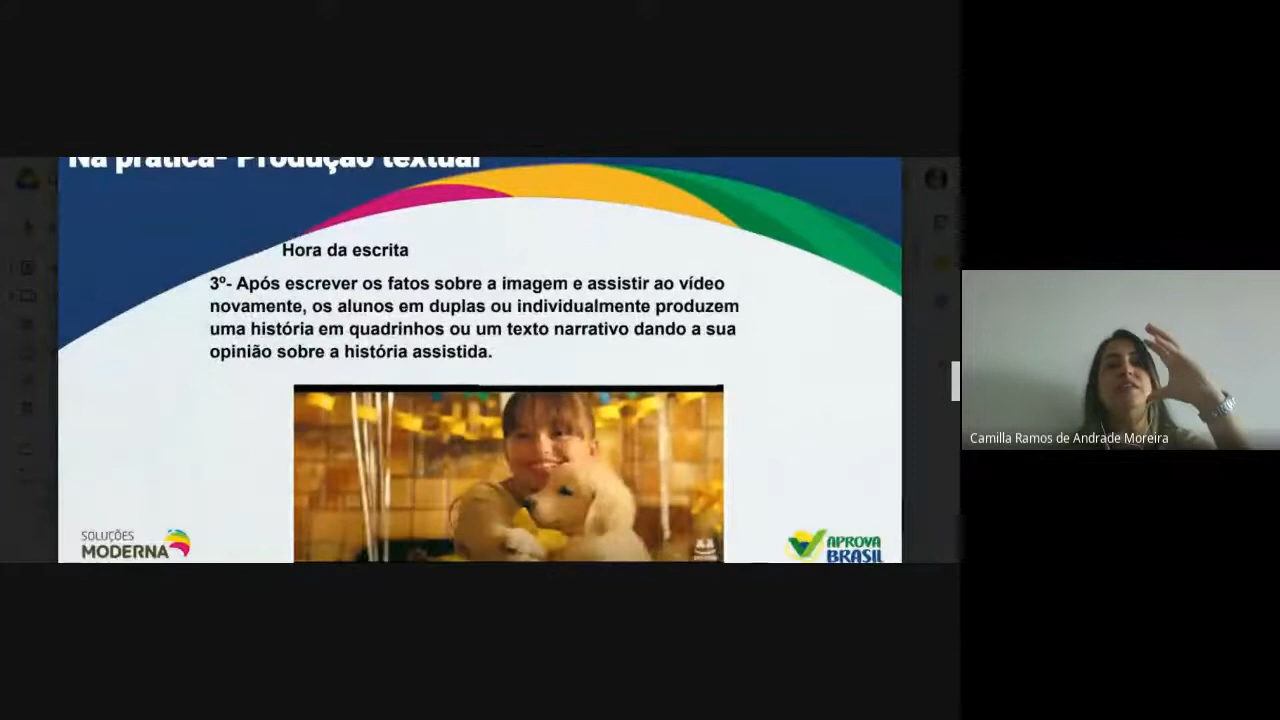 Na prática- Produção textual
Hora da escrita
3º- Após escrever os fatos sobre a imagem e assistir ao vídeo
novamente, os alunos em duplas ou individualmente produzem
uma história em quadrinhos ou um texto narrativo dando a sua
opinião sobre a história assistida.
SOLUÇÕES
MODERNA
APROVA
BRASIL
Camilla Ramos de Andrade Moreira